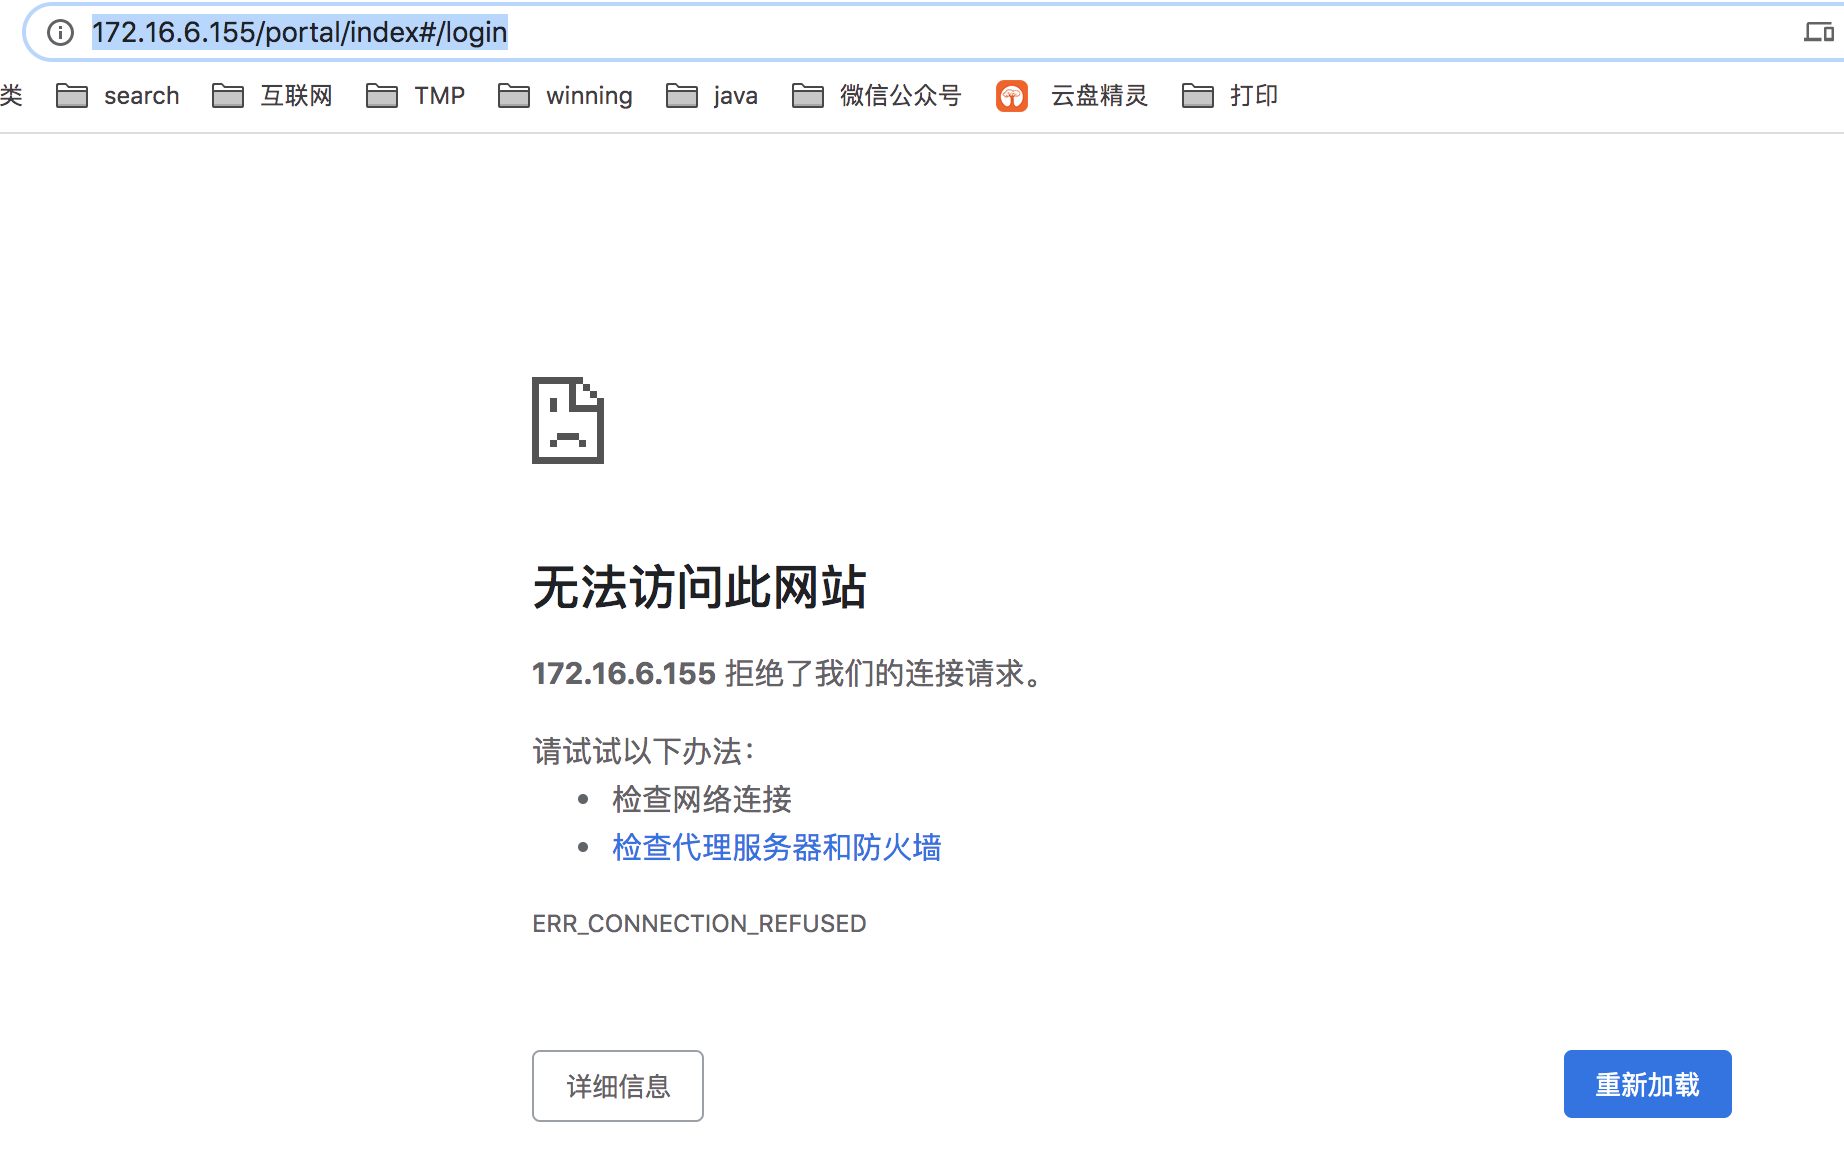 172.16.6.155/portal/index#/login
类 search 互联网 TMP winning java 微信公众号 云盘精灵 打印
无法访问此网站
172.16.6.155 拒绝了我们的连接请求。
请试试以下办法：
• 检查网络连接
• 检查代理服务器和防火墙
ERR_CONNECTION_REFUSED
详细信息 重新加载